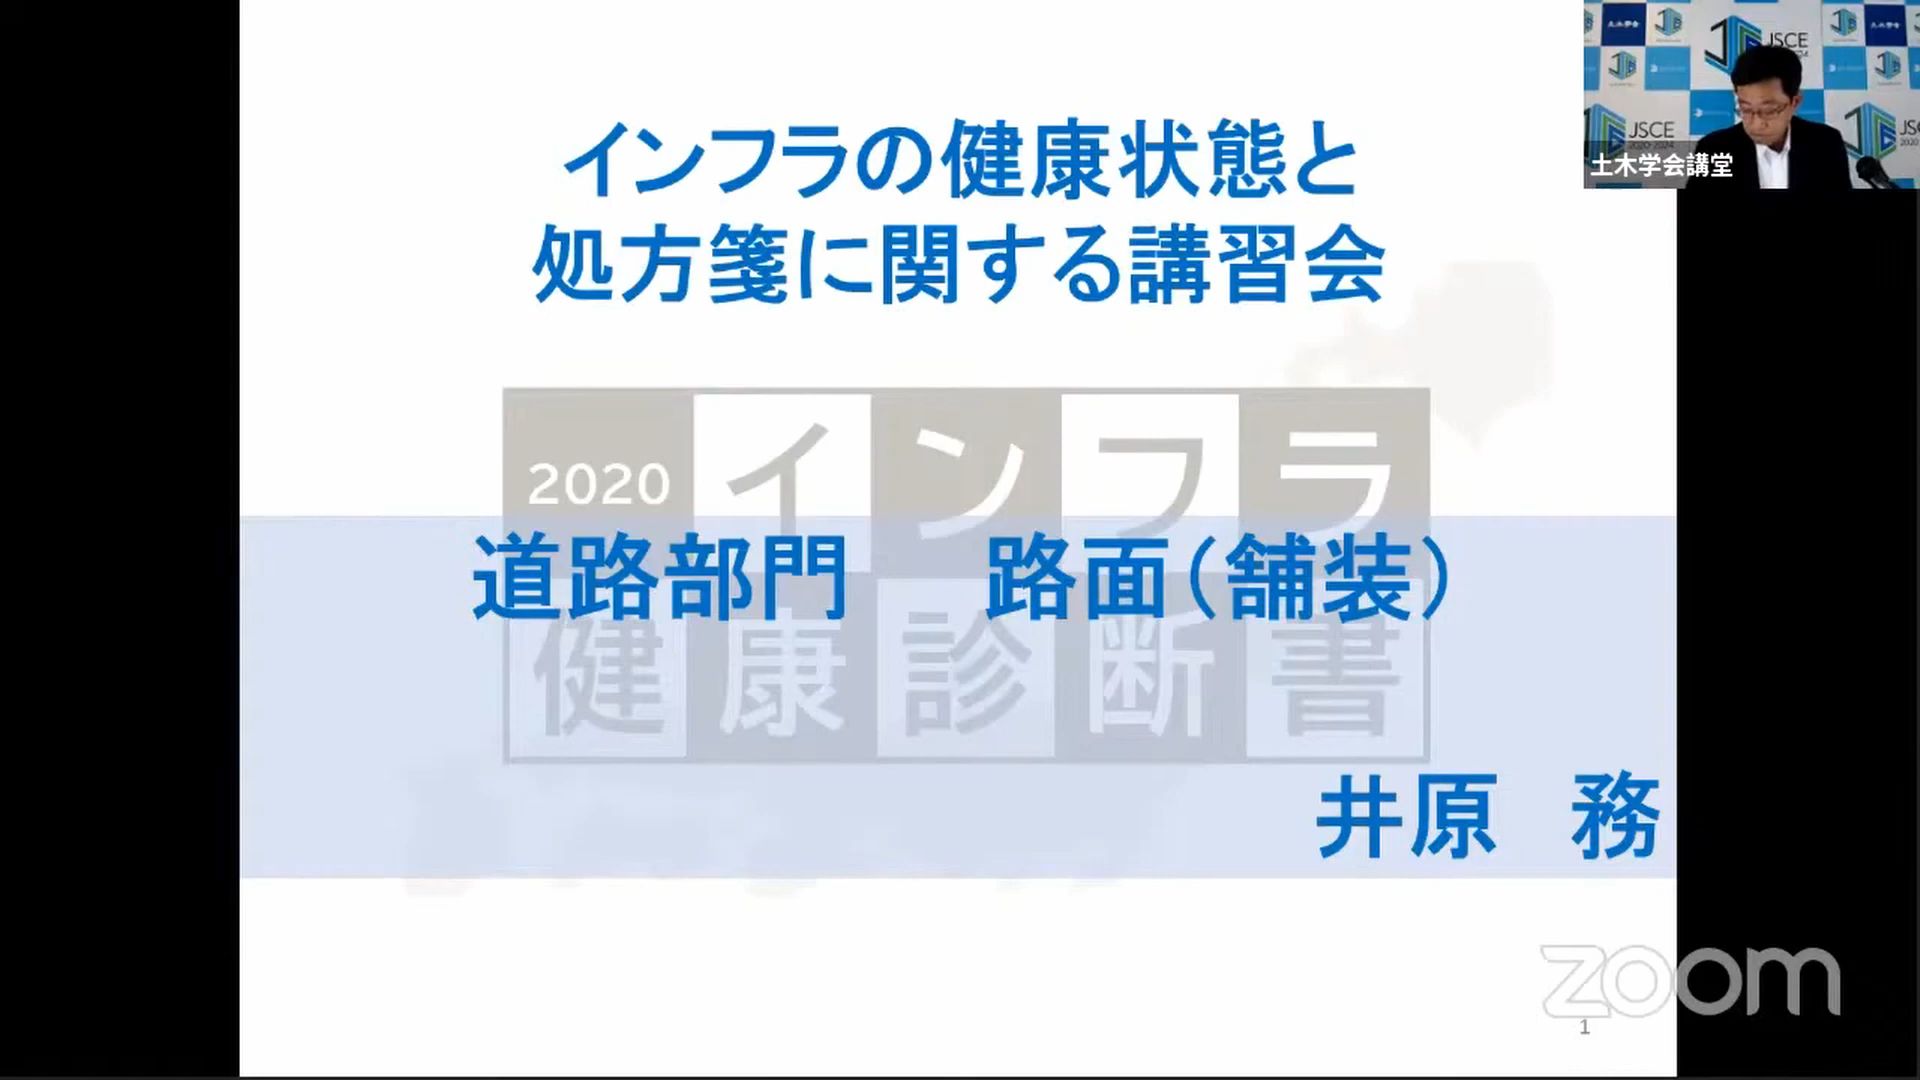 インフラの健康状態と
処方箋に関する講習会
2020 インフラ
道路部門　路面（舗装）
健康診断書
井原　務
zoom
1
JSCE
JSCE
2020-2024
土木学会講堂